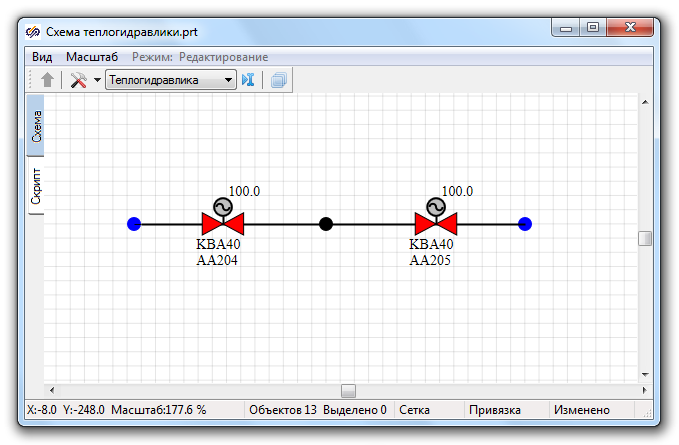 Схема теплогидравлики.prt
Вид Масштаб Режим: Редактирование
Теплогидравлика
Схема
Скрипт
100.0 100.0
KBA40 KBA40
AA204 AA205
X:-8.0 Y:-248.0 Масштаб:177.6 % Объектов 13 Выделено 0 Сетка Привязка Изменено